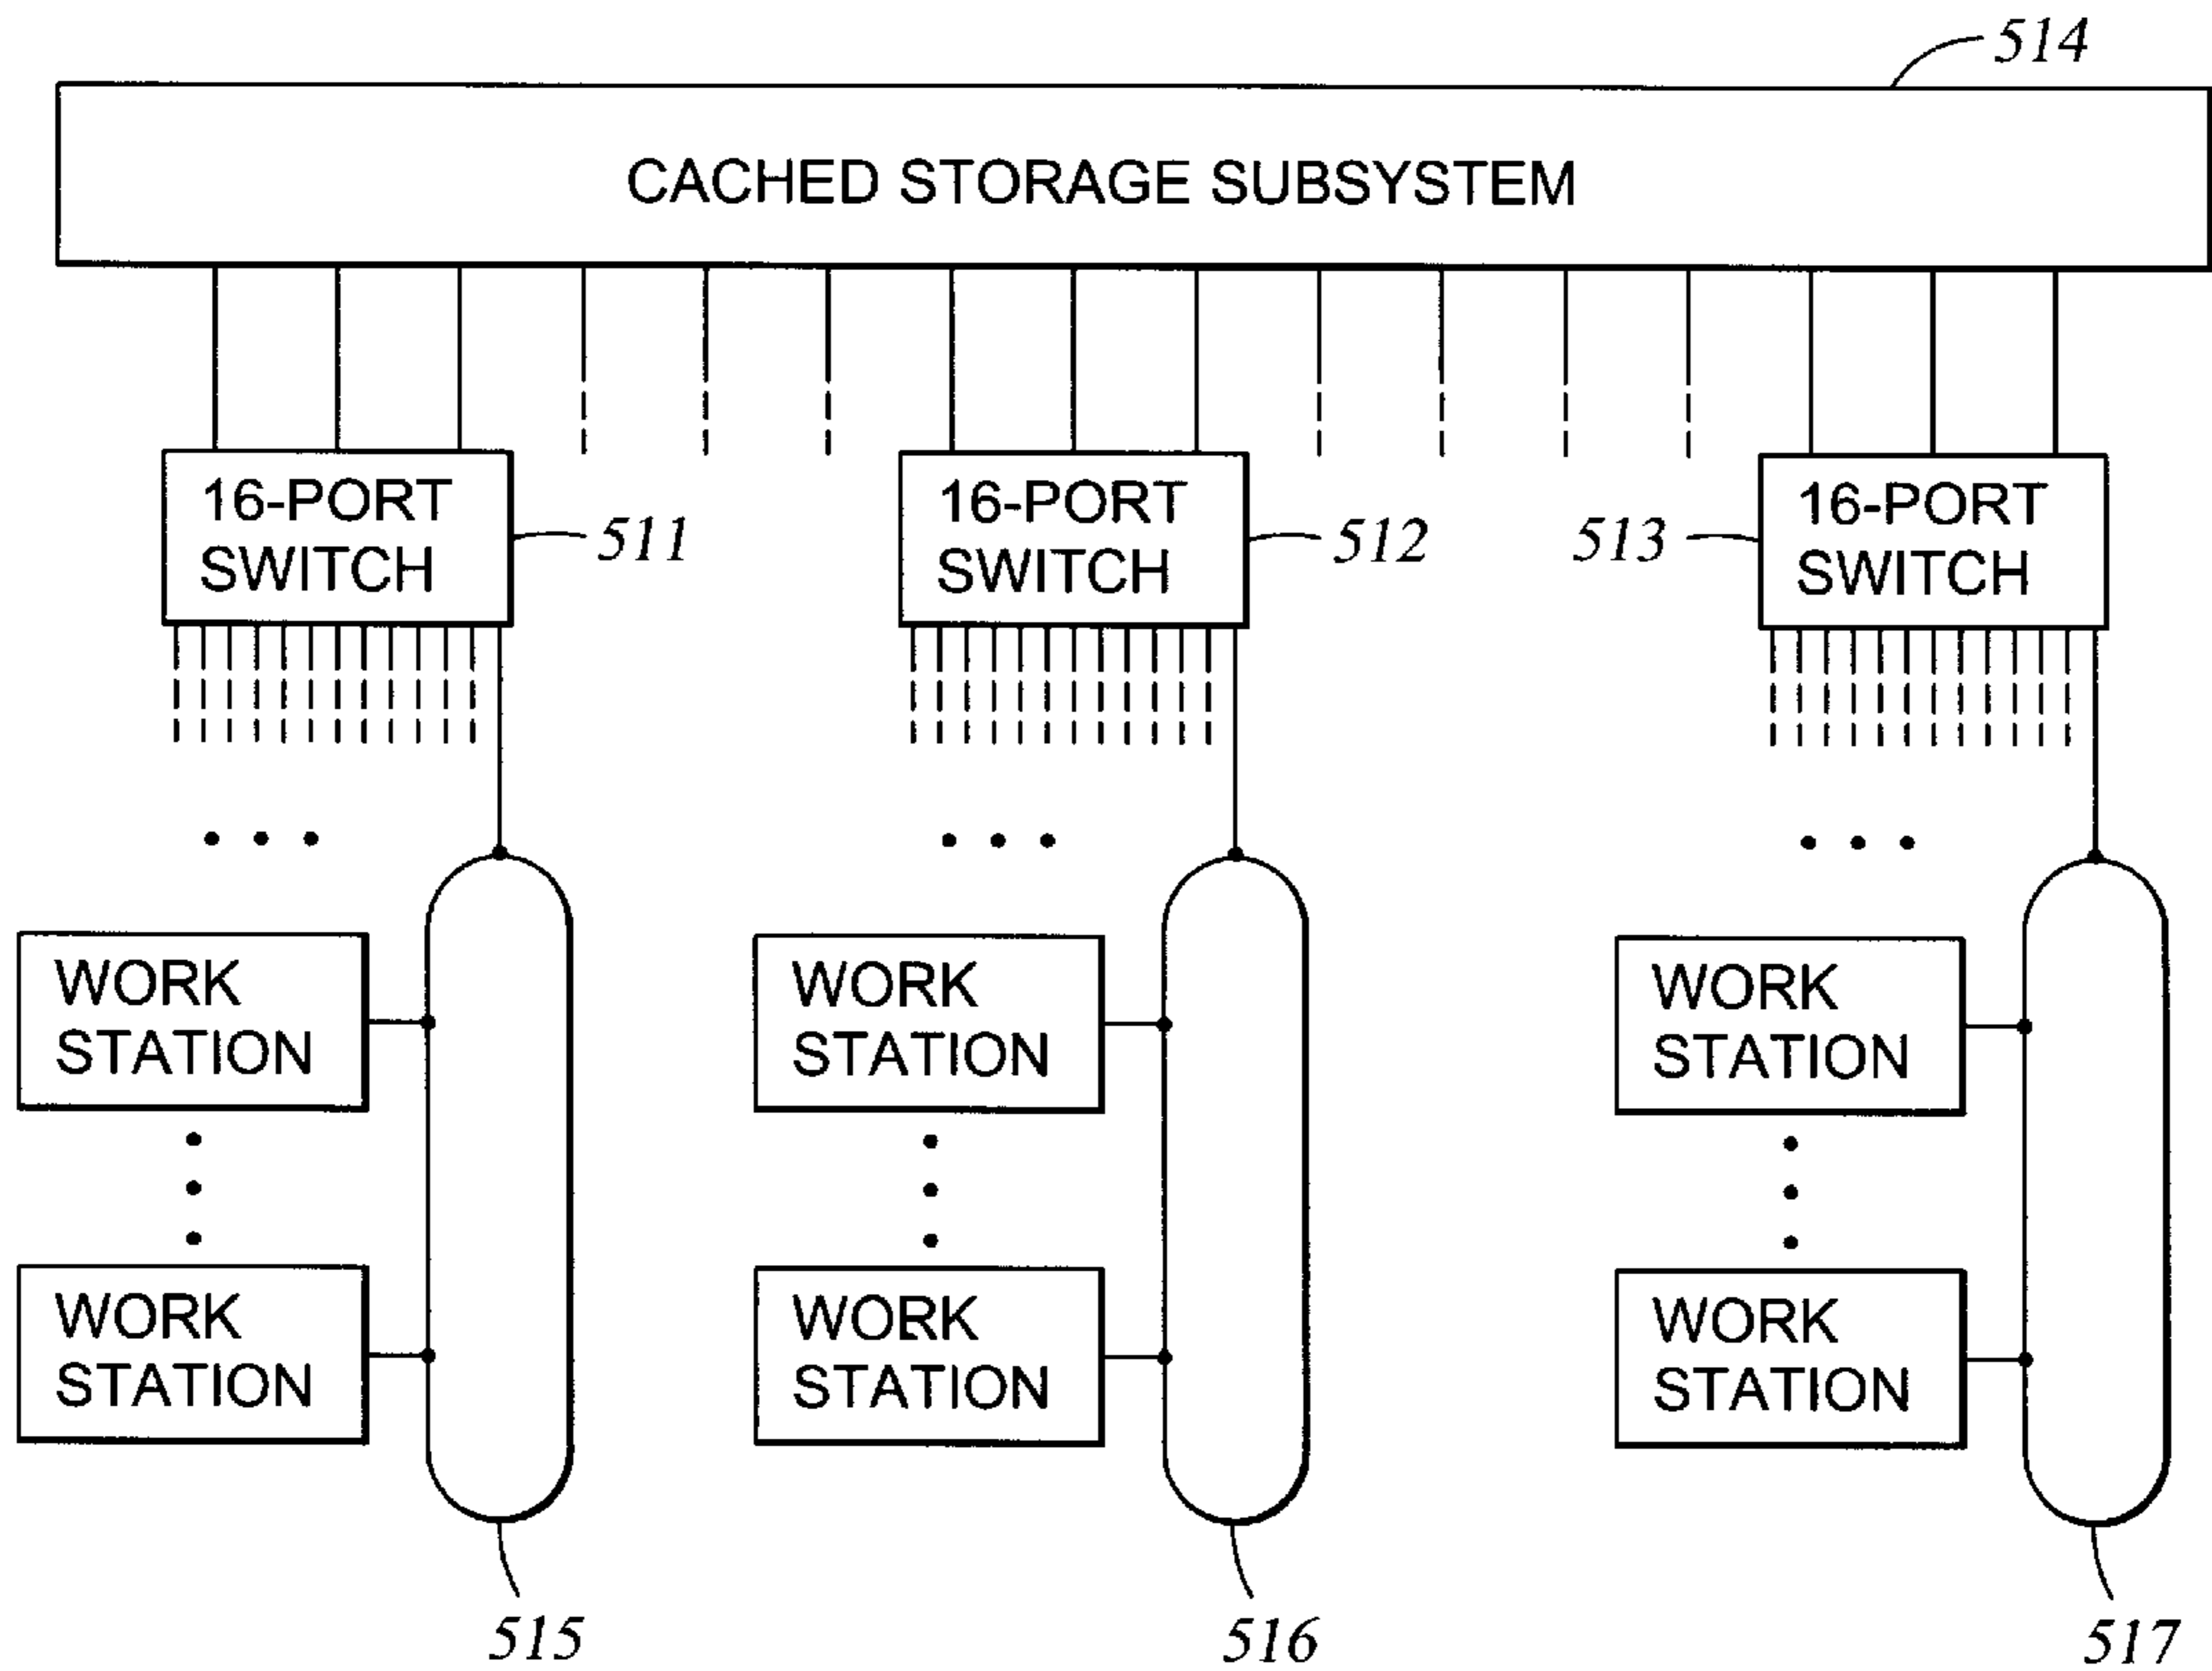 514
CACHED STORAGE SUBSYSTEM
16-PORT
SWITCH
511
16-PORT
SWITCH
512
513
16-PORT
SWITCH
WORK
STATION
WORK
STATION
WORK
STATION
WORK
STATION
WORK
STATION
WORK
STATION
515
516
517